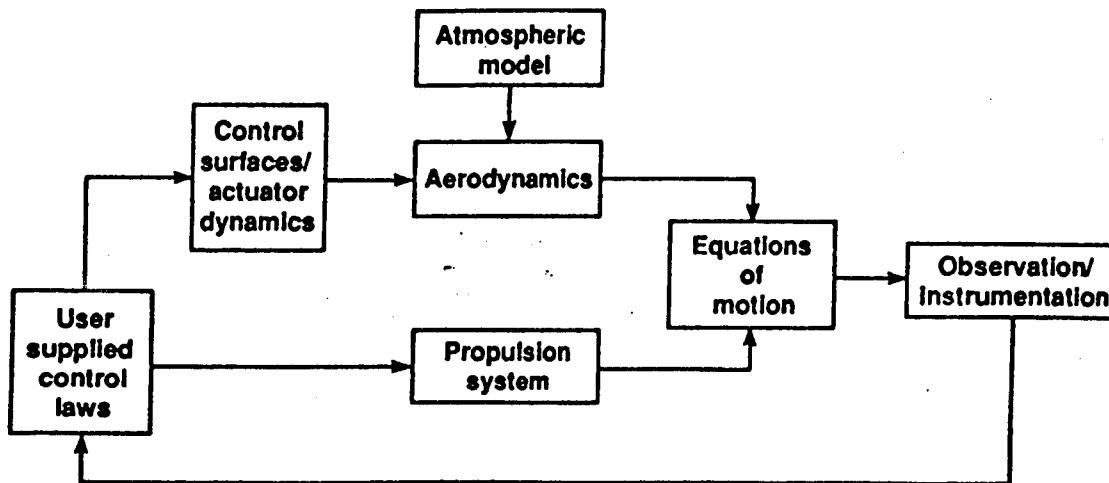 Atmospheric
model
Control
surfaces/
actuator
dynamics
Aerodynamics
Equations
of
motion
Observation/
instrumentation
User
supplied
control
laws
Propulsion
system